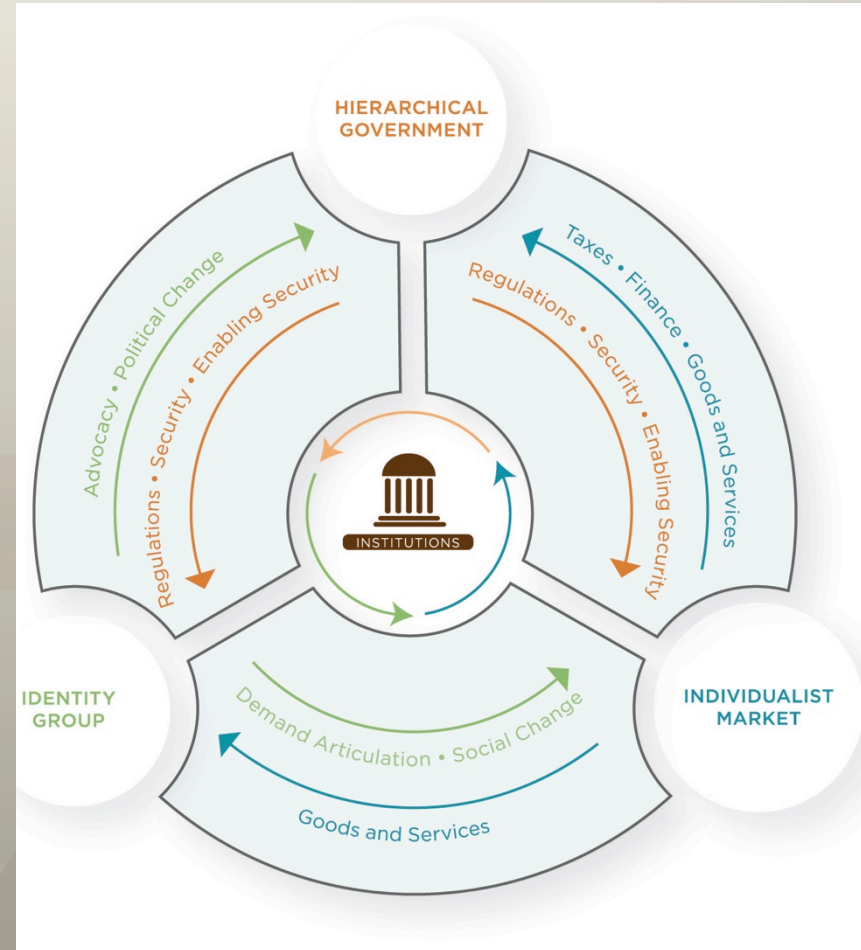 HIERARCHICAL
GOVERNMENT
Advocacy • Political Change
Regulations • Security • Enabling Security
Taxes • Finance • Goods and Services
Regulations • Security • Enabling Security
INSTITUTIONS
IDENTITY
GROUP
INDIVIDUALIST
MARKET
Demand Articulation • Social Change
Goods and Services